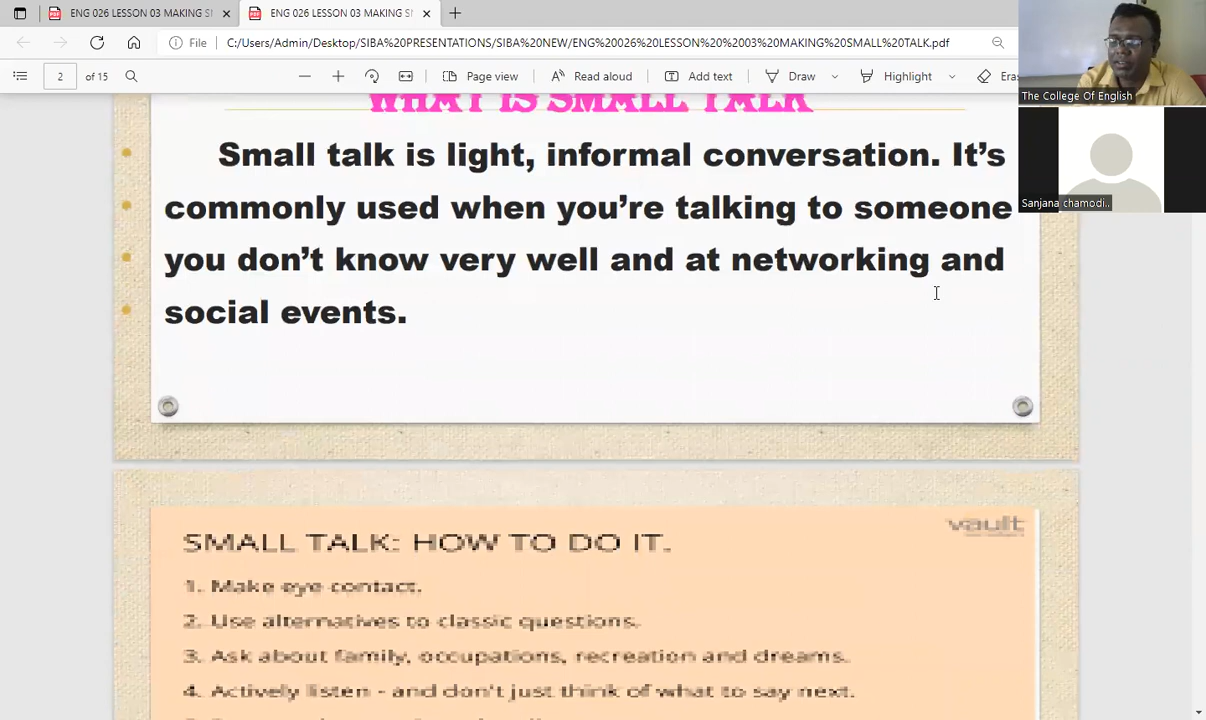 ENG 026 LESSON 03 MAKING S
ENG 026 LESSON 03 MAKING S
File
C:/Users/Admin/Desktop/SIBA%20PRESENTATIONS/SIBA%20NEW/ENG%20026%20LESSON%20%2003%20MAKING%20SMALL%20TALK.pdf
2 of 15
Page view
Read aloud
Add text
Draw
Highlight
Eras
The College Of English
Sanjana chamodi..
WHAT IS SMALL TALK
Small talk is light, informal conversation. It's
commonly used when you're talking to someone
you don't know very well and at networking and
social events.
vault
SMALL TALK: HOW TO DO IT.
1. Make eye contact.
2. Use alternatives to classic questions.
3. Ask about family, occupations, recreation and dreams.
4. Actively listen - and don't just think of what to say next.